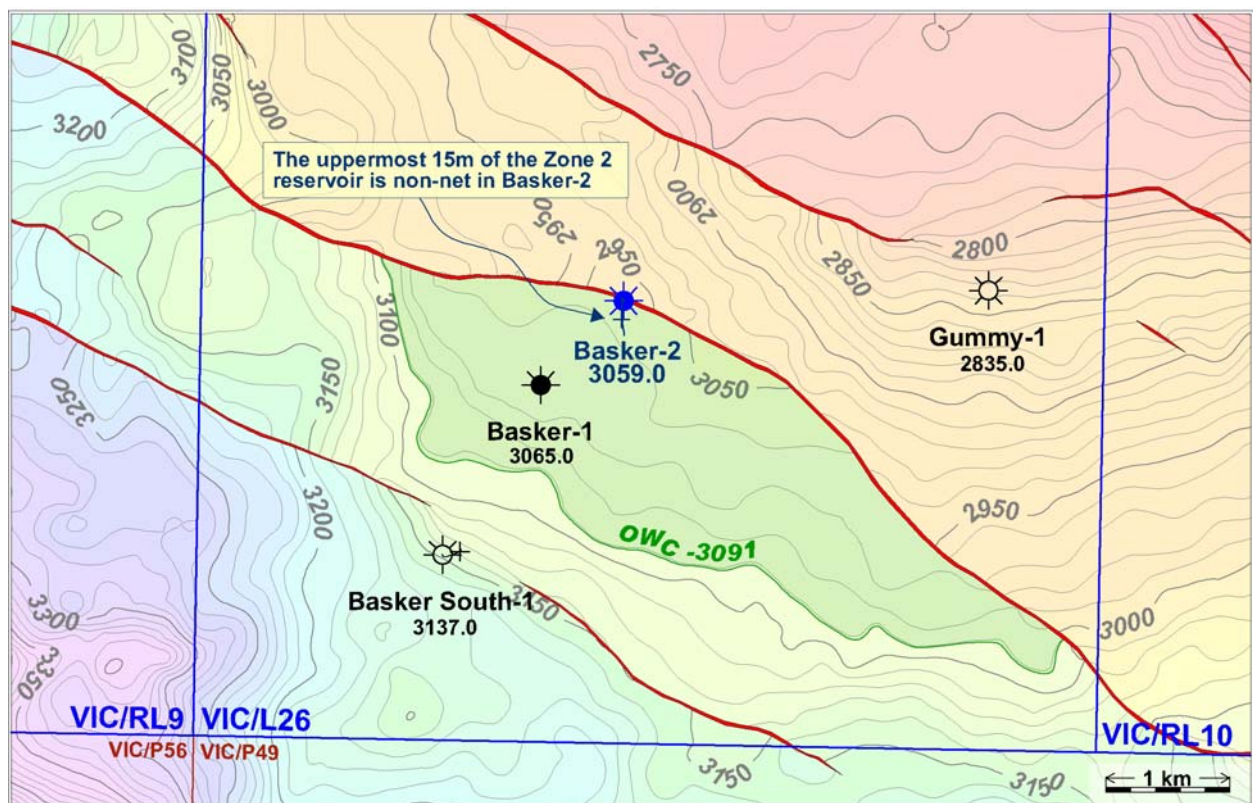 3100
3050
3000
2750
3200
The uppermost 15m of the Zone 2
reservoir is non-net in Basker-2
2950
2950
2900
2850
2800
Gummy-1
2835.0
3100
Basker-2
3059.0
3050
3150
3250
Basker-1
3065.0
3200
2950
OWC -3091
Basker South-1
3137.0
3150
3300
3350
3000
VIC/RL9
VIC/L26
VIC/RL10
VIC/P56
VIC/P49
3150
3150
1 km